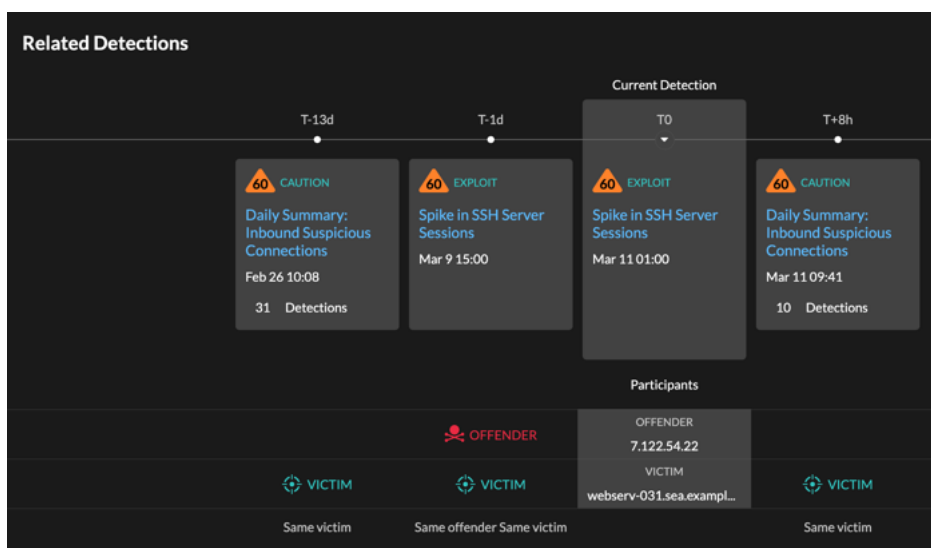 Related Detections
Current Detection
T-13d
T-1d
T0
T+8h
60 CAUTION
Daily Summary:
Inbound Suspicious
Connections
Feb 26 10:08
31 Detections
60 EXPLOIT
Spike in SSH Server
Sessions
Mar 9 15:00
60 EXPLOIT
Spike in SSH Server
Sessions
Mar 11 01:00
60 CAUTION
Daily Summary:
Inbound Suspicious
Connections
Mar 11 09:41
10 Detections
Participants
OFFENDER
OFFENDER
7.122.54.22
VICTIM
VICTIM
VICTIM
webserv-031.sea.exampl...
VICTIM
Same victim
Same offender Same victim
Same victim